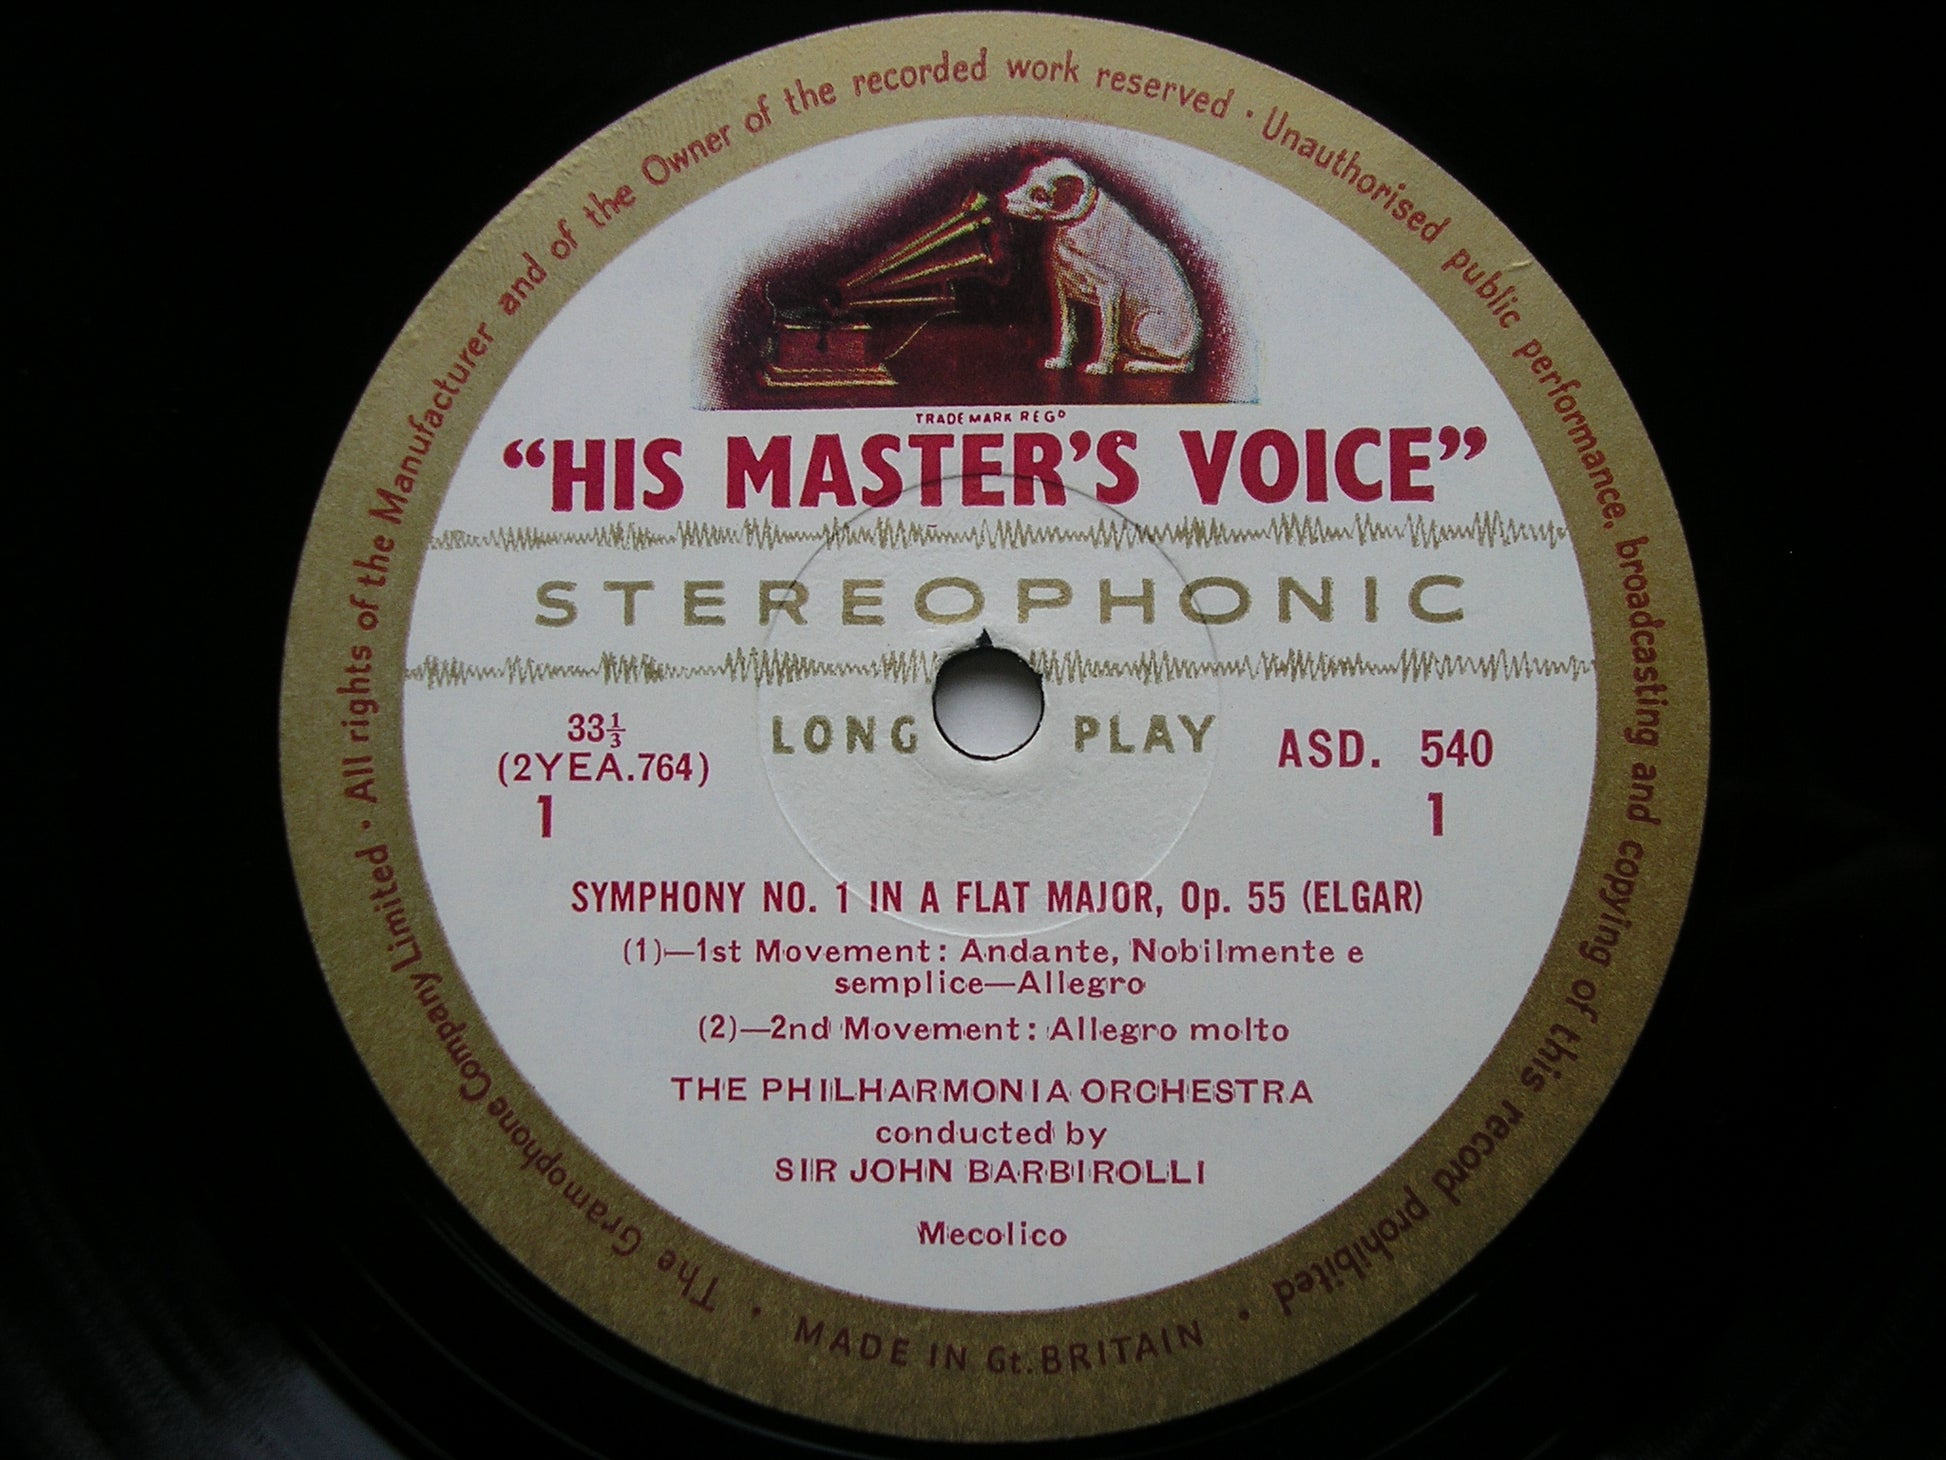 The Gramophone Company Limited · All rights of the Manufacturer and of the Owner of the recorded work reserved · Unauthorised public performance, broadcasting and copying of this record prohibited ·
TRADE MARK REGD
“HIS MASTER’S VOICE”
STEREOPHONIC
LONG PLAY
33⅓
(2YEA.764)
1
ASD. 540
1
SYMPHONY NO. 1 IN A FLAT MAJOR, Op. 55 (ELGAR)
(1)—1st Movement: Andante, Nobilmente e
semplice—Allegro
(2)—2nd Movement: Allegro molto
THE PHILHARMONIA ORCHESTRA
conducted by
SIR JOHN BARBIROLLI
Mecolico
· MADE IN Gt. BRITAIN